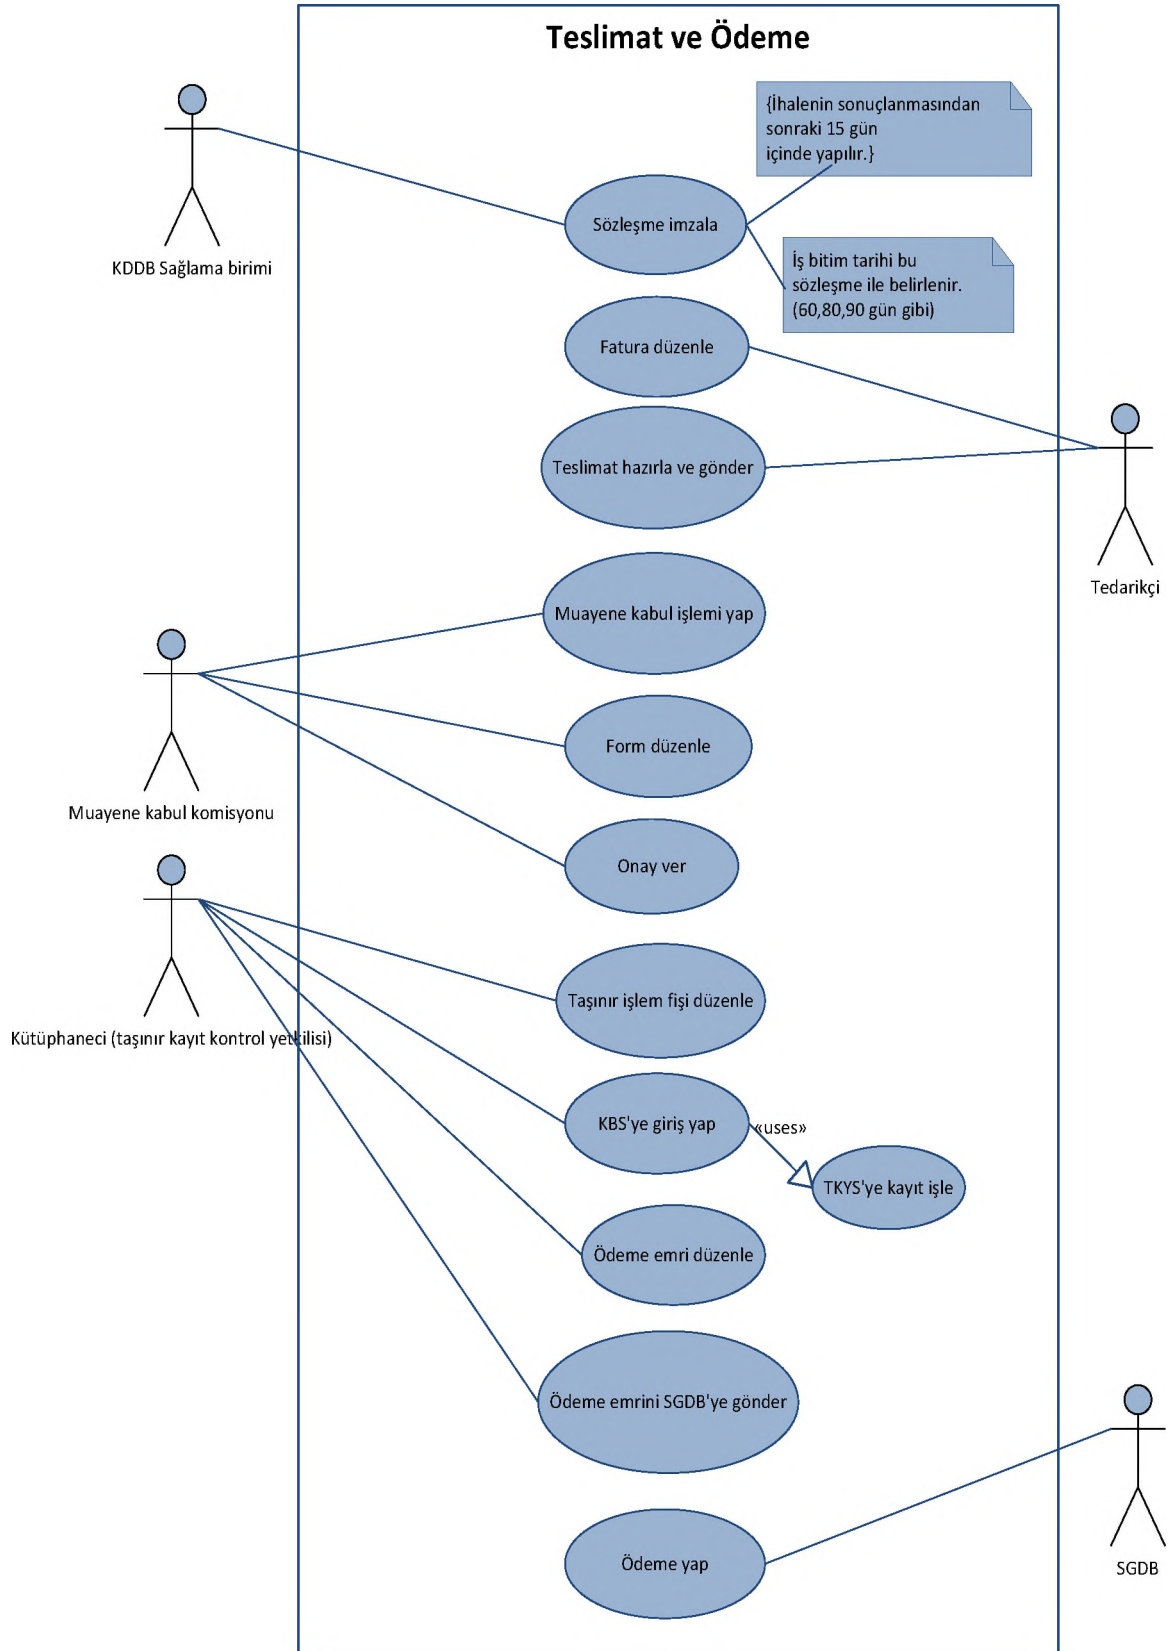 Teslimat ve Ödeme
{İhalenin sonuçlanmasından
sonraki 15 gün
içinde yapılır.}
Sözleşme imzala
KDDB Sağlama birimi
İş bitim tarihi bu
sözleşme ile belirlenir.
(60,80,90 gün gibi)
Fatura düzenle
Teslimat hazırla ve gönder
Tedarikçi
Muayene kabul işlemi yap
Form düzenle
Muayene kabul komisyonu
Onay ver
Taşınır işlem fişi düzenle
Kütüphaneci (taşınır kayıt kontrol yetkilisi)
KBS'ye giriş yap
«uses»
TKYS'ye kayıt işle
Ödeme emri düzenle
Ödeme emrini SGDB'ye gönder
Ödeme yap
SGDB